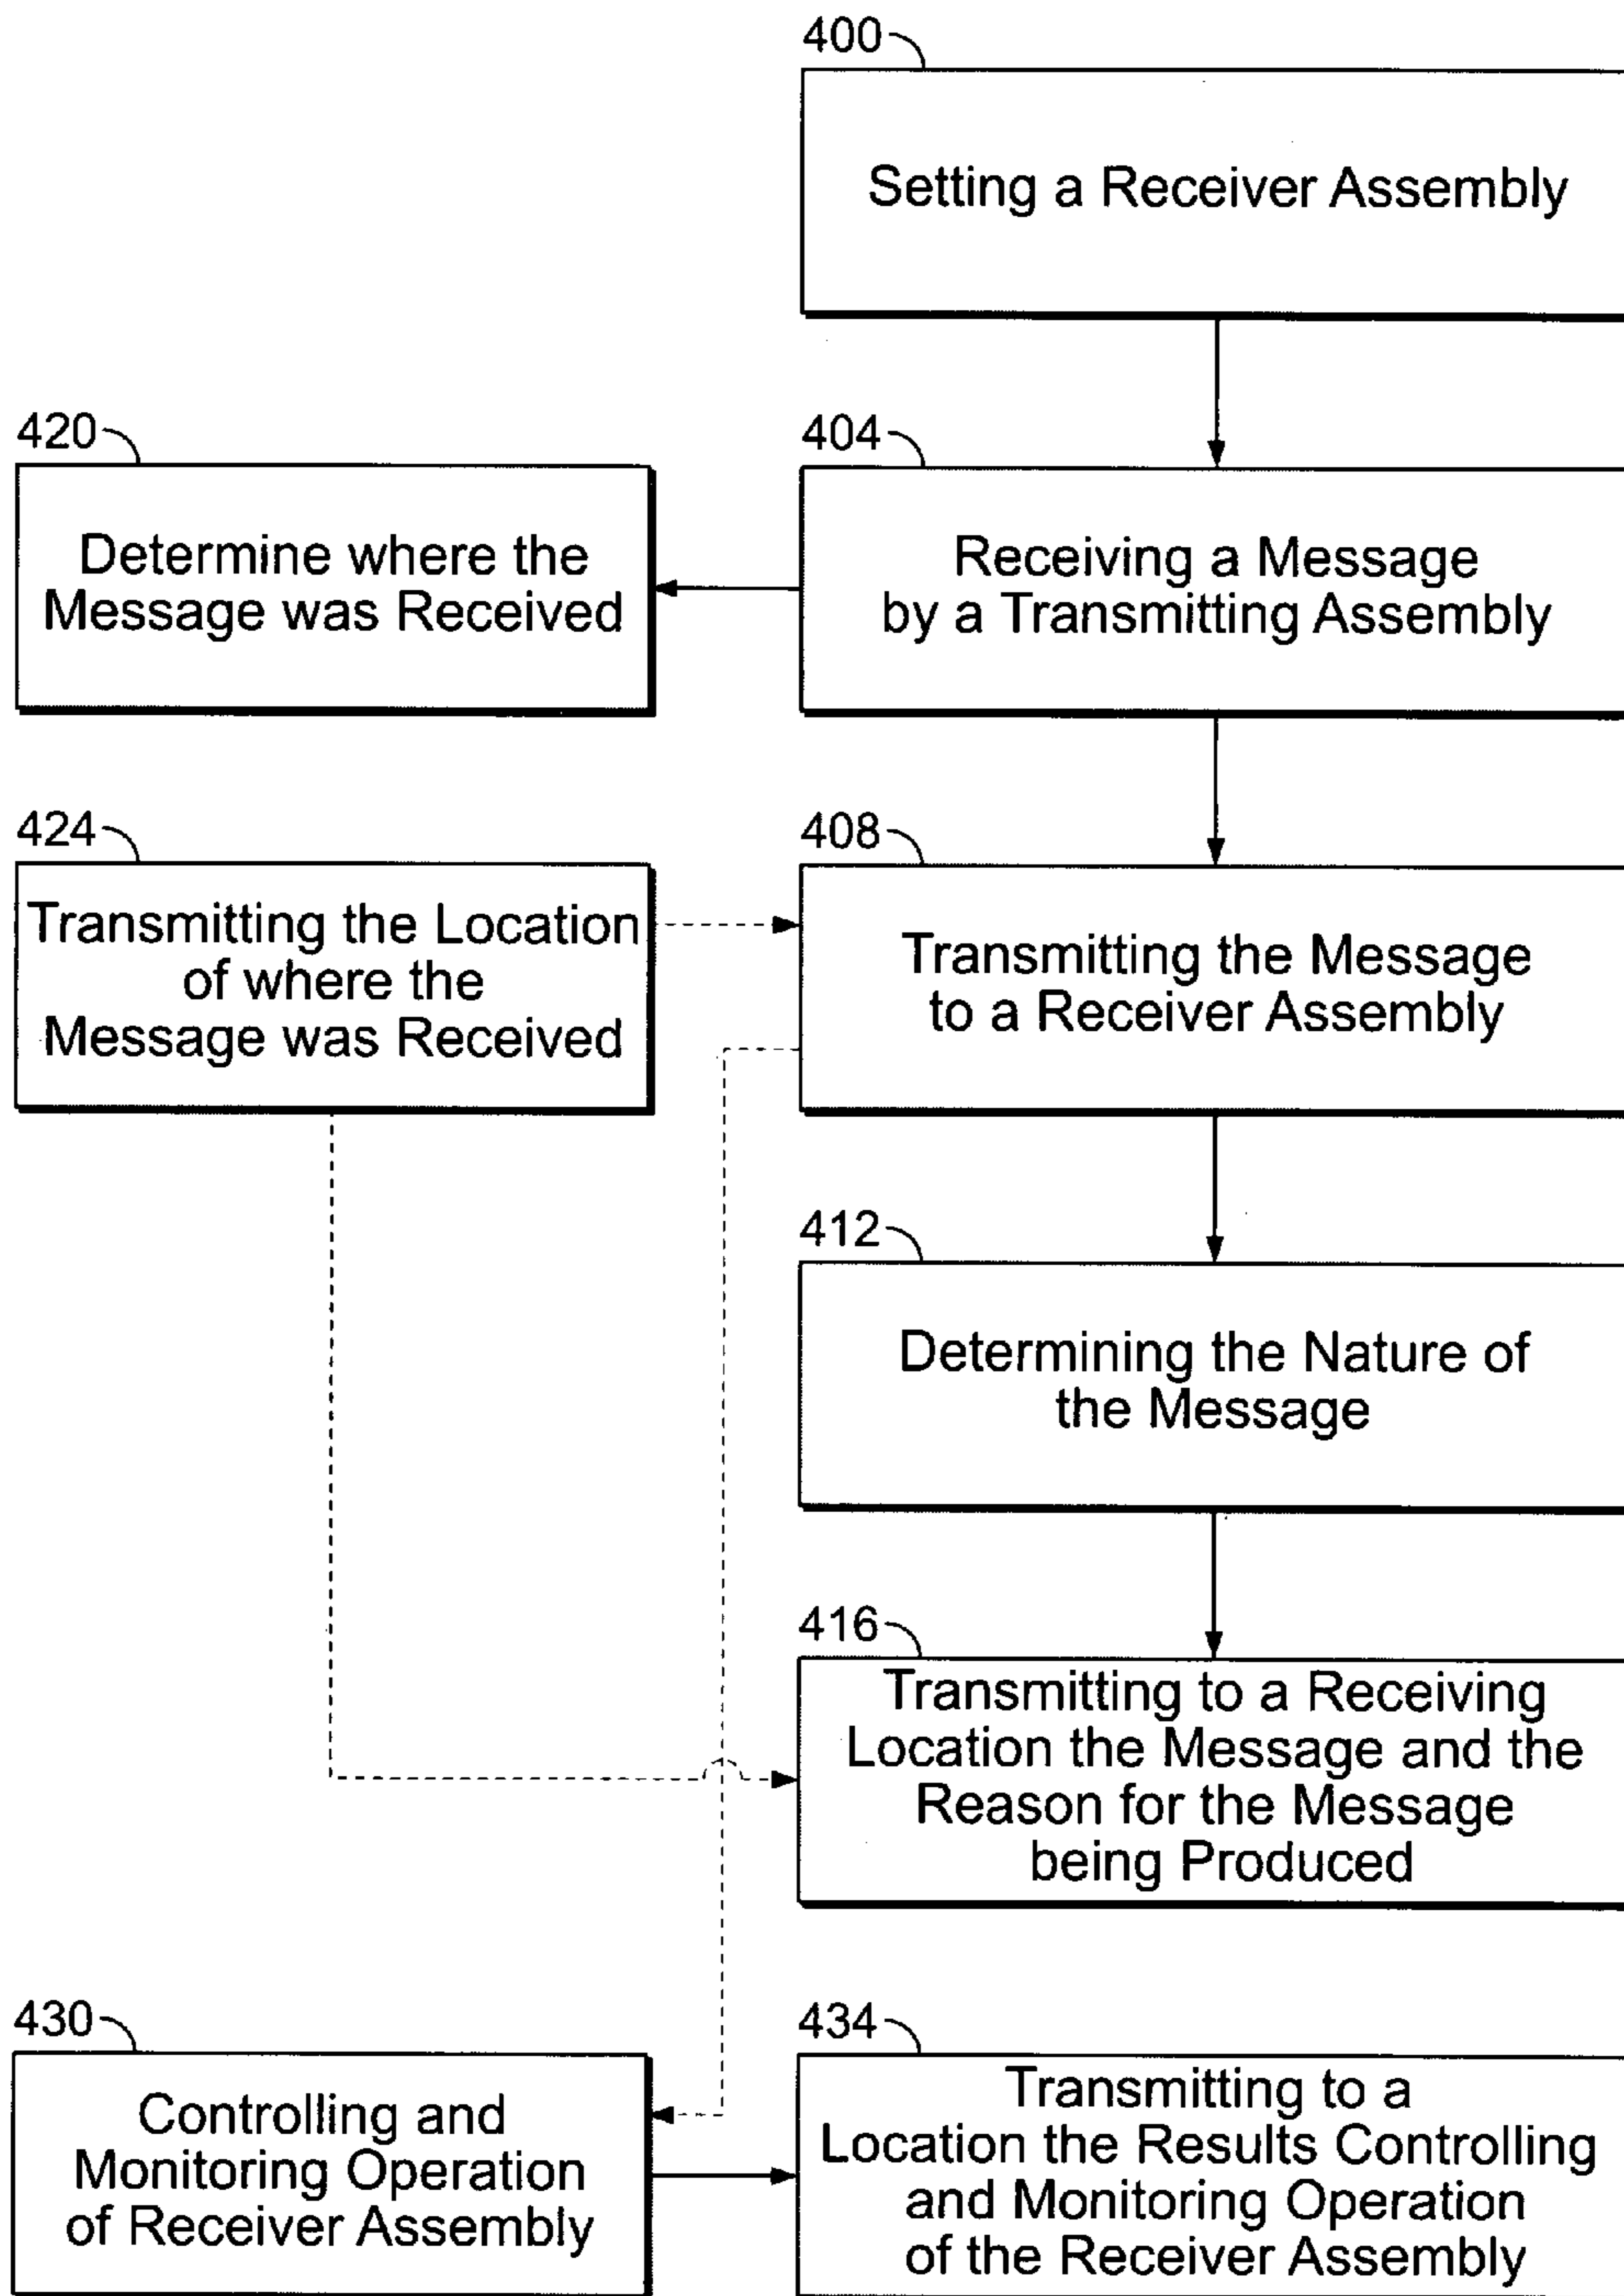 400
Setting a Receiver Assembly
420
Determine where the
Message was Received
404
Receiving a Message
by a Transmitting Assembly
424
Transmitting the Location
of where the
Message was Received
408
Transmitting the Message
to a Receiver Assembly
412
Determining the Nature of
the Message
416
Transmitting to a Receiving
Location the Message and the
Reason for the Message
being Produced
430
Controlling and
Monitoring Operation
of Receiver Assembly
434
Transmitting to a
Location the Results Controlling
and Monitoring Operation
of the Receiver Assembly